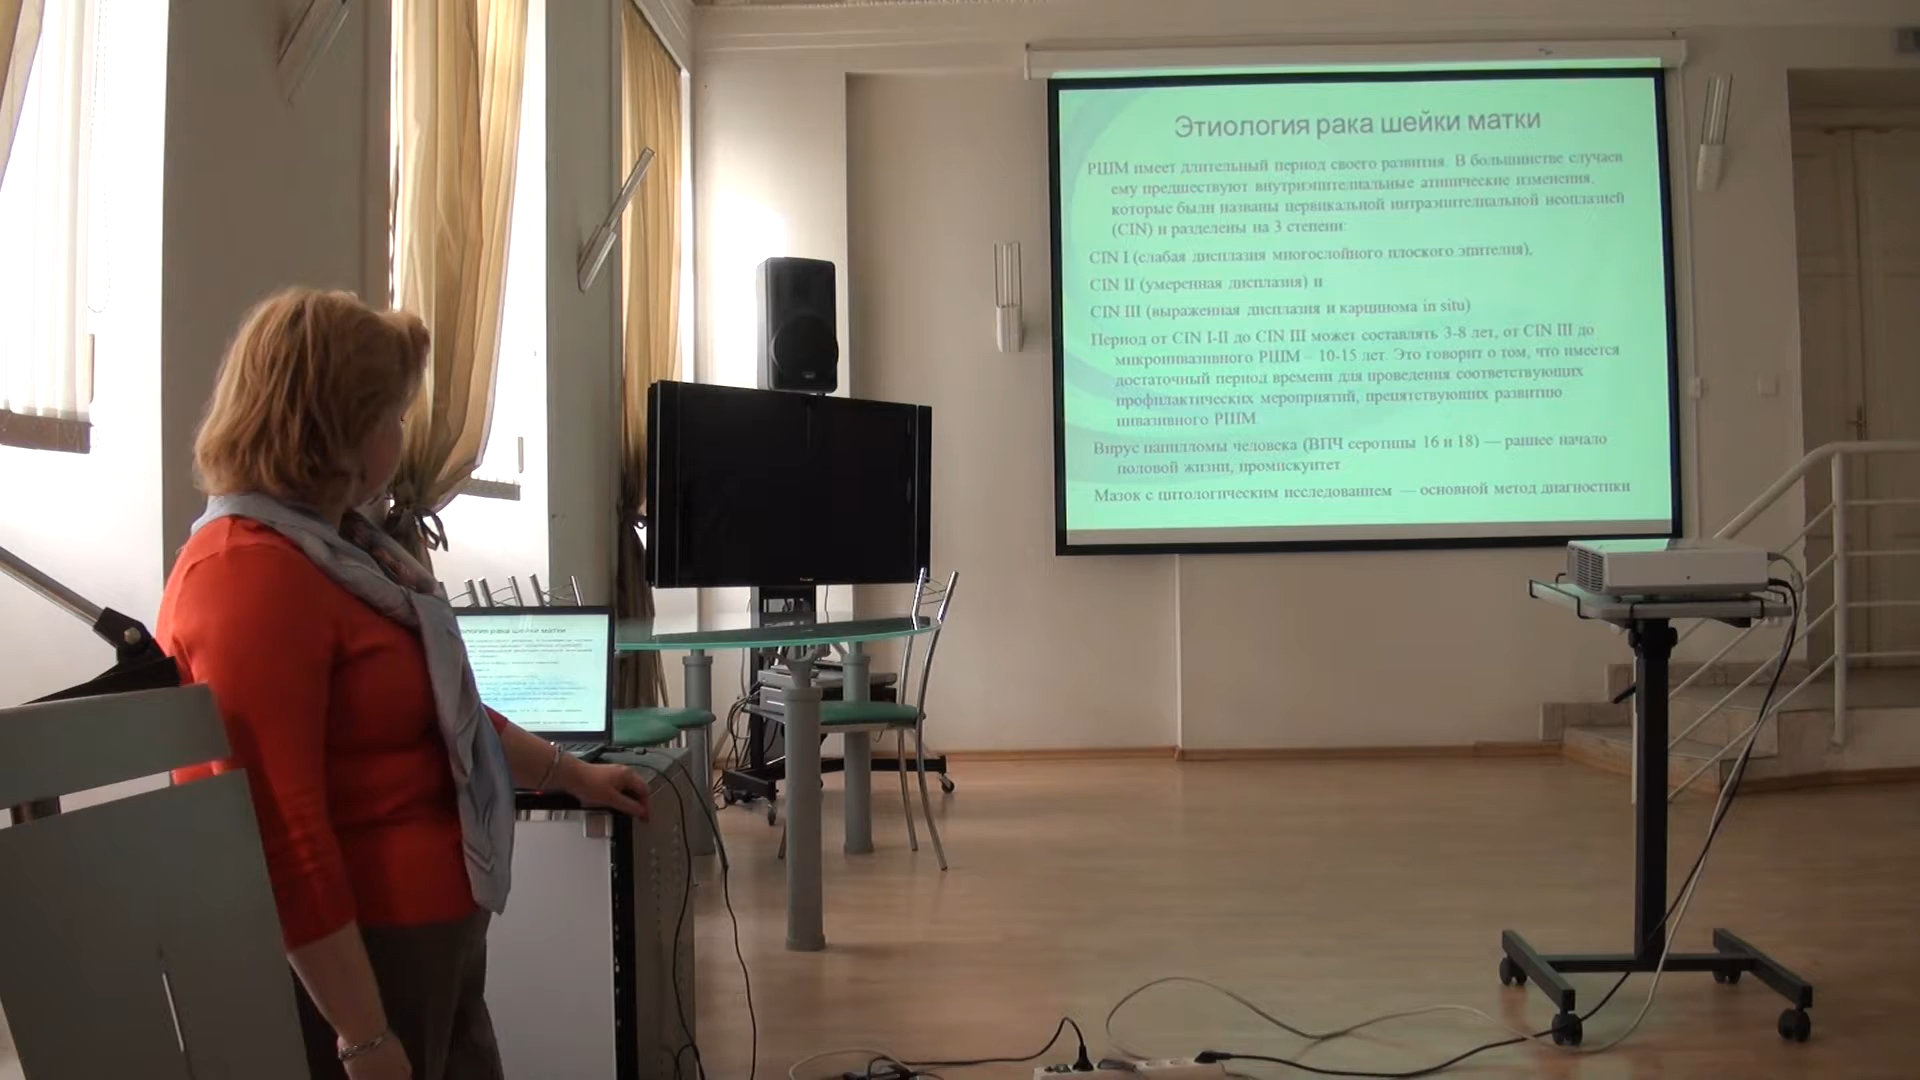 Этиология рака шейки матки
РШМ имеет длительный период своего развития. В большинстве случаев
ему предшествуют внутриэпителиальные атипические изменения,
которые были названы цервикальной интраэпителиальной неоплазией
(CIN) и разделены на 3 степени:
CIN I (слабая дисплазия многослойного плоского эпителия),
CIN II (умеренная дисплазия) и
CIN III (выраженная дисплазия и карцинома in situ)
Период от CIN I-II до CIN III может составлять 3-8 лет, от CIN III до
микроинвазивного РШМ – 10-15 лет. Это говорит о том, что имеется
достаточный период времени для проведения соответствующих
профилактических мероприятий, препятствующих развитию
инвазивного РШМ.
Вирус папилломы человека (ВПЧ серотипы 16 и 18) — раннее начало
половой жизни, промискуитет
Мазок с цитологическим исследованием — основной метод диагностики
рака шейки матки